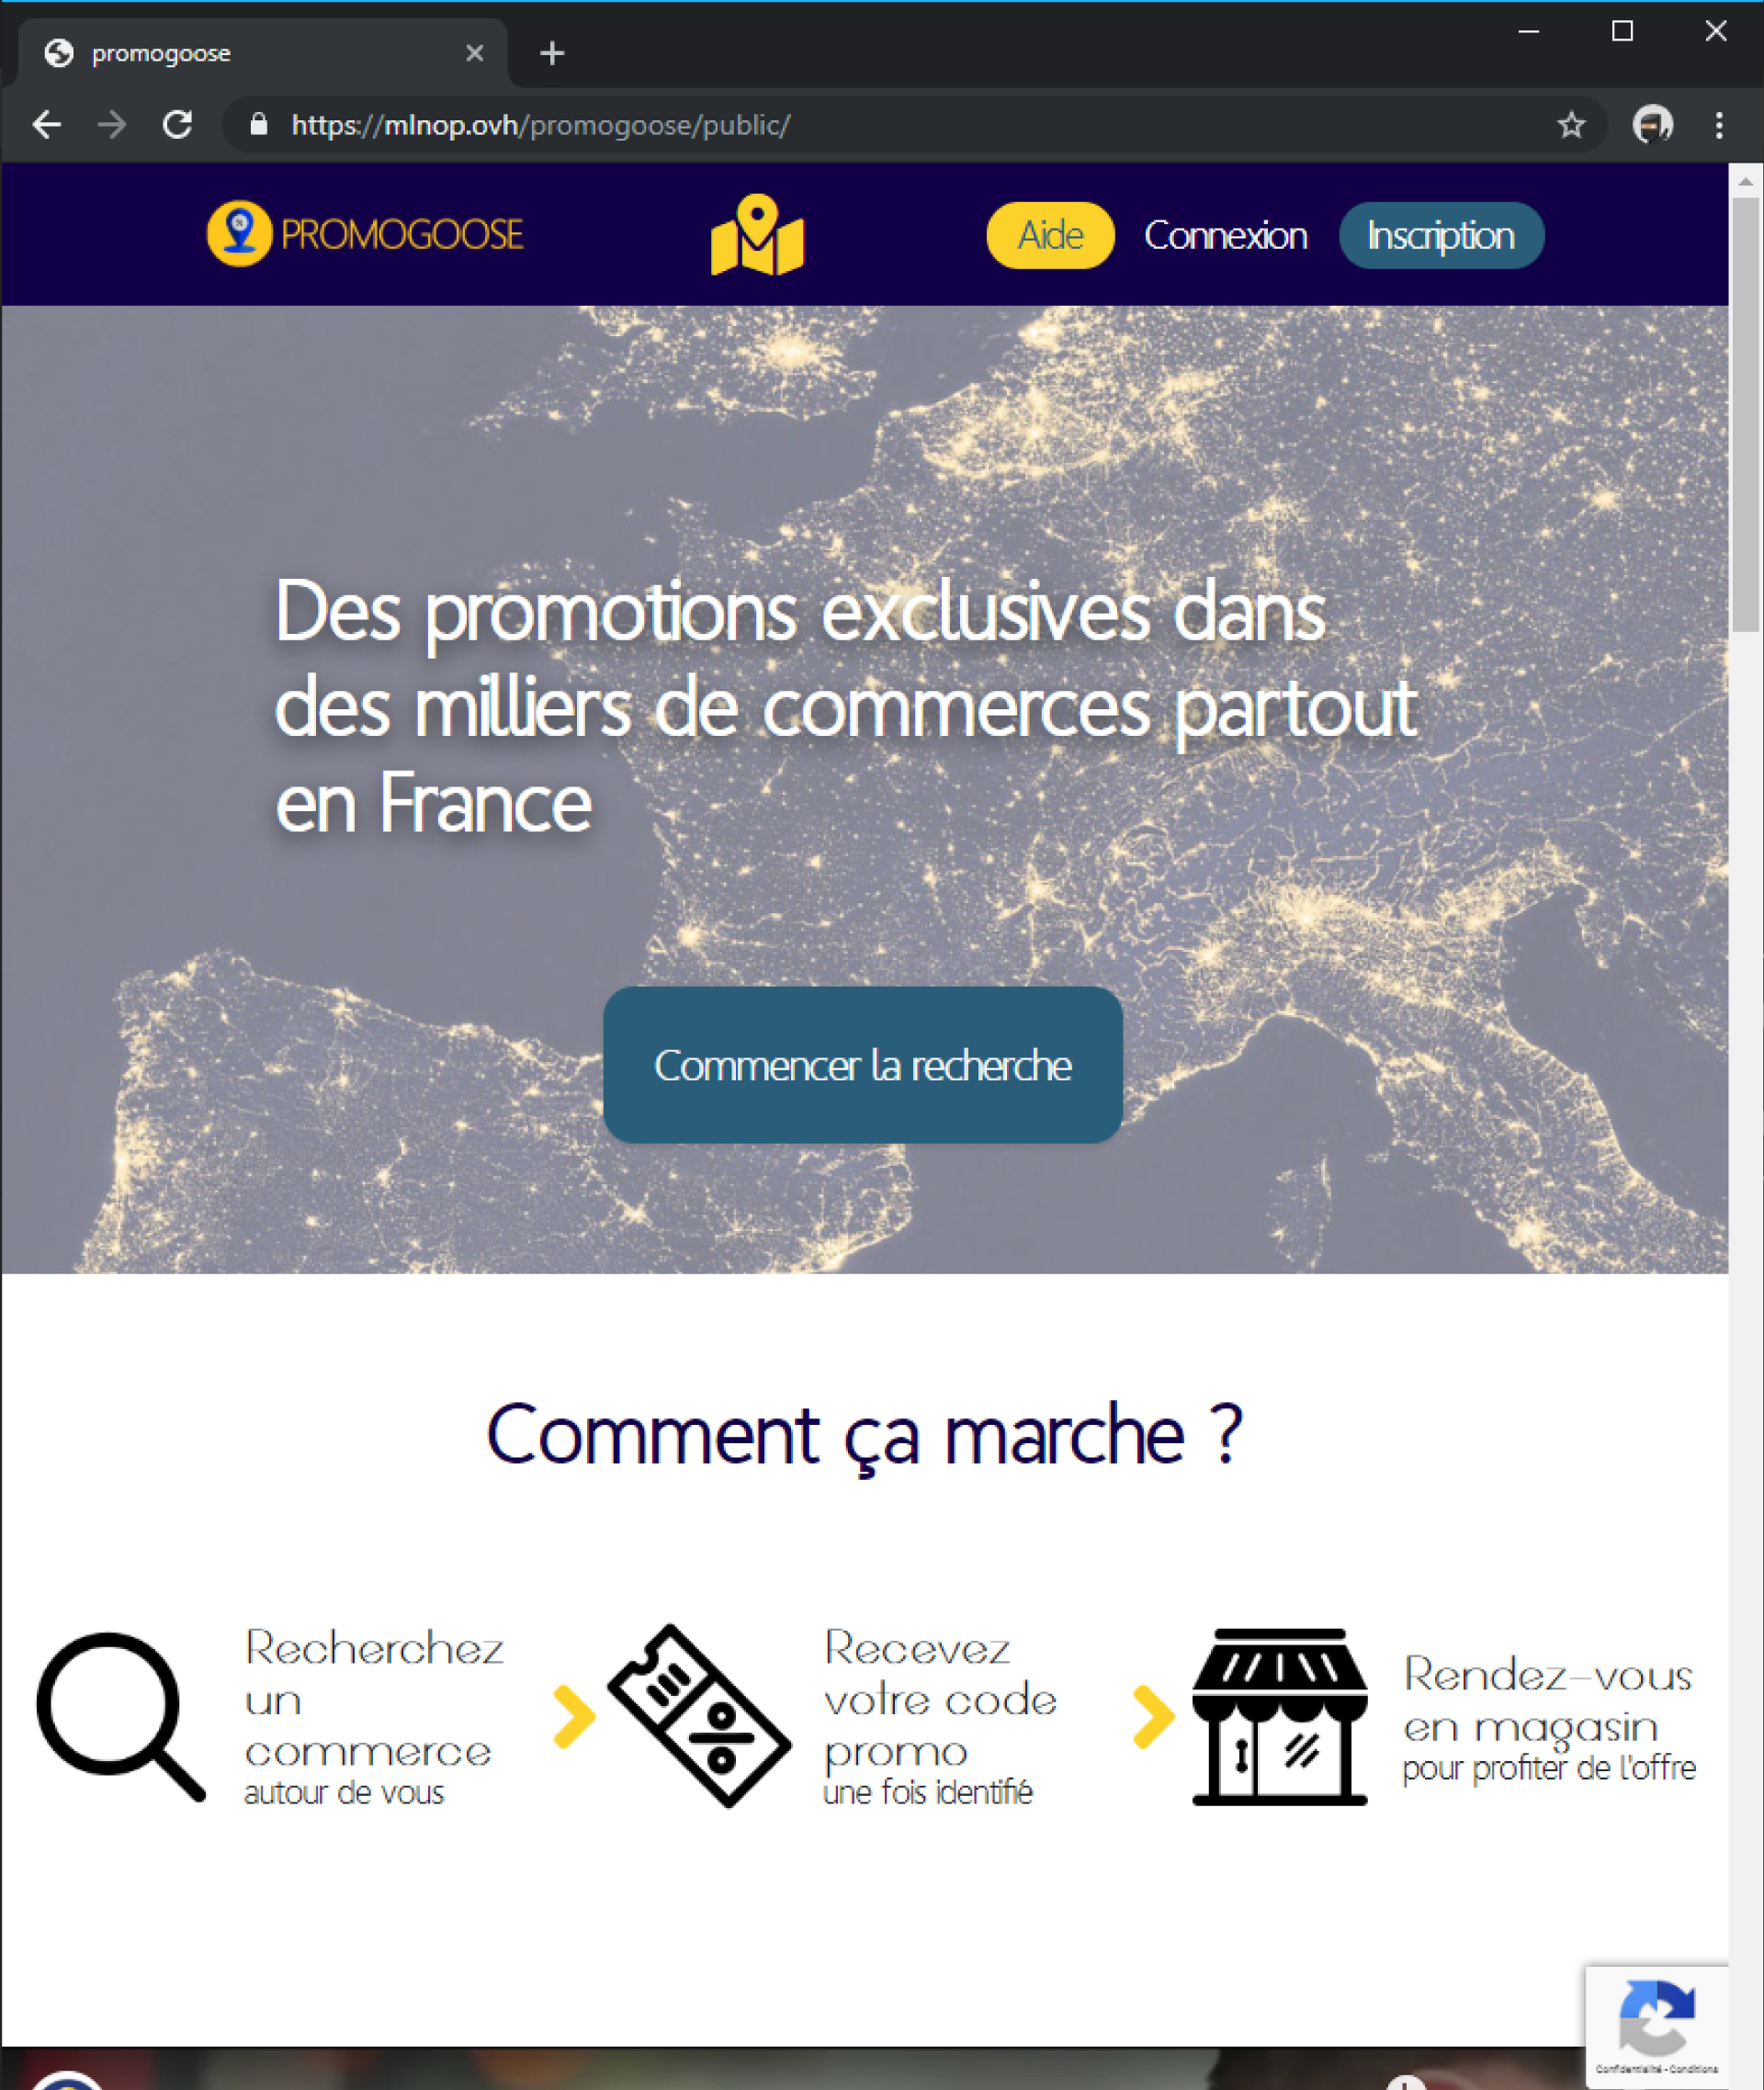 promogoose
https://mlnop.ovh/promogoose/public/
PROMOGOOSE
Aide
Connexion
Inscription
Des promotions exclusives dans
des milliers de commerces partout
en France
Commencer la recherche
Comment ça marche ?
Recherchez
un
commerce
autour de vous
Recevez
votre code
promo
une fois identifié
Rendez-vous
en magasin
pour profiter de l'offre
Confidentialité - Conditions